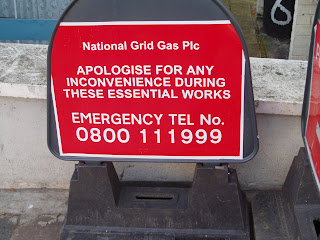 National Grid Gas Plc
APOLOGISE FOR ANY
INCONVENIENCE DURING
THESE ESSENTIAL WORKS
EMERGENCY TEL No.
0800 111999